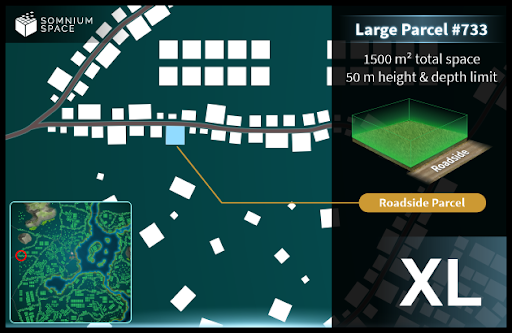 SOMNIUM
SPACE
Large Parcel #733
1500 m² total space
50 m height & depth limit
Roadside
Roadside Parcel
XL